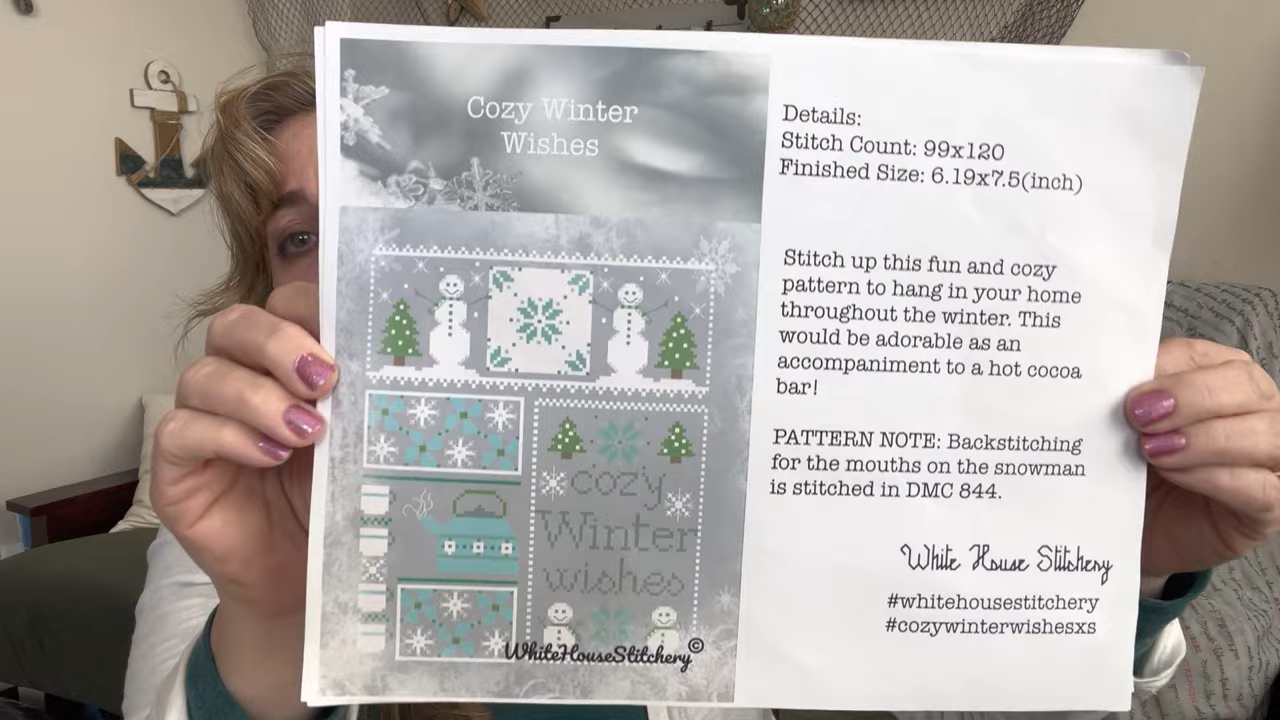 Cozy Winter
Wishes
cozy
Winter
wishes
WhiteHouseStitchery©
Details:
Stitch Count: 99x120
Finished Size: 6.19x7.5(inch)
Stitch up this fun and cozy
pattern to hang in your home
throughout the winter. This
would be adorable as an
accompaniment to a hot cocoa
bar!
PATTERN NOTE: Backstitching
for the mouths on the snowman
is stitched in DMC 844.
White House Stitchery
#whitehousestitchery
#cozywinterwishesxs